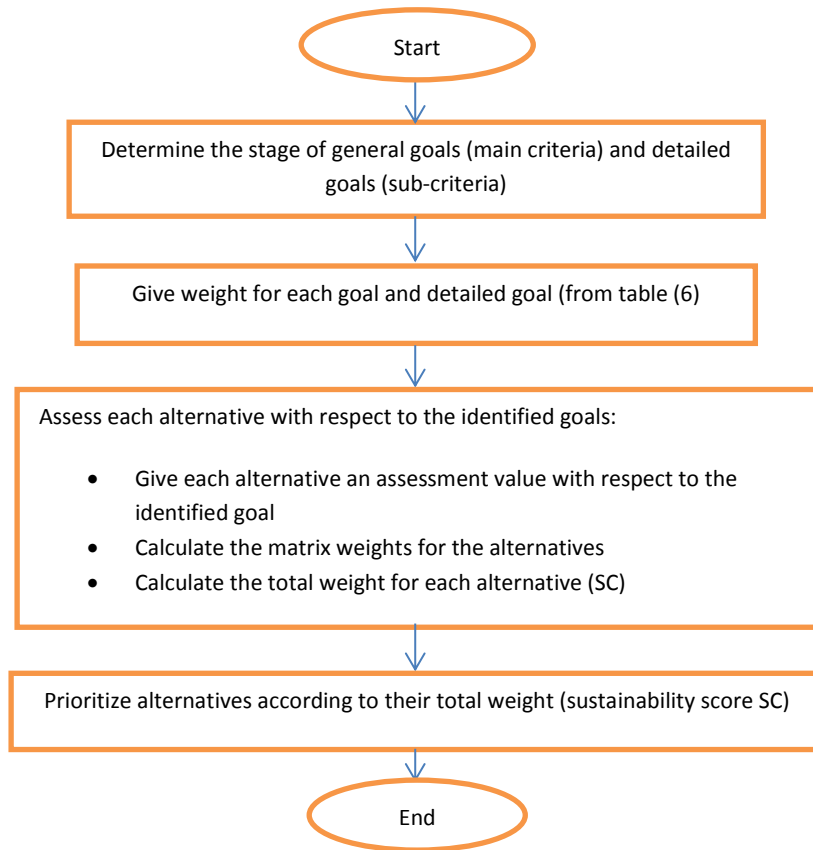 Start
Determine the stage of general goals (main criteria) and detailed
goals (sub-criteria)
Give weight for each goal and detailed goal (from table (6)
Assess each alternative with respect to the identified goals:
• Give each alternative an assessment value with respect to the
identified goal
• Calculate the matrix weights for the alternatives
• Calculate the total weight for each alternative (SC)
Prioritize alternatives according to their total weight (sustainability score SC)
End